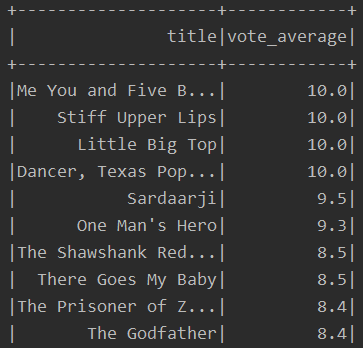 +--------------------+------------+
|               title|vote_average|
+--------------------+------------+
|Me You and Five B...|        10.0|
|    Stiff Upper Lips|        10.0|
|      Little Big Top|        10.0|
|Dancer, Texas Pop...|        10.0|
|           Sardaarji|         9.5|
|      One Man's Hero|         9.3|
|The Shawshank Red...|         8.5|
|  There Goes My Baby|         8.5|
|The Prisoner of Z...|         8.4|
|       The Godfather|         8.4|